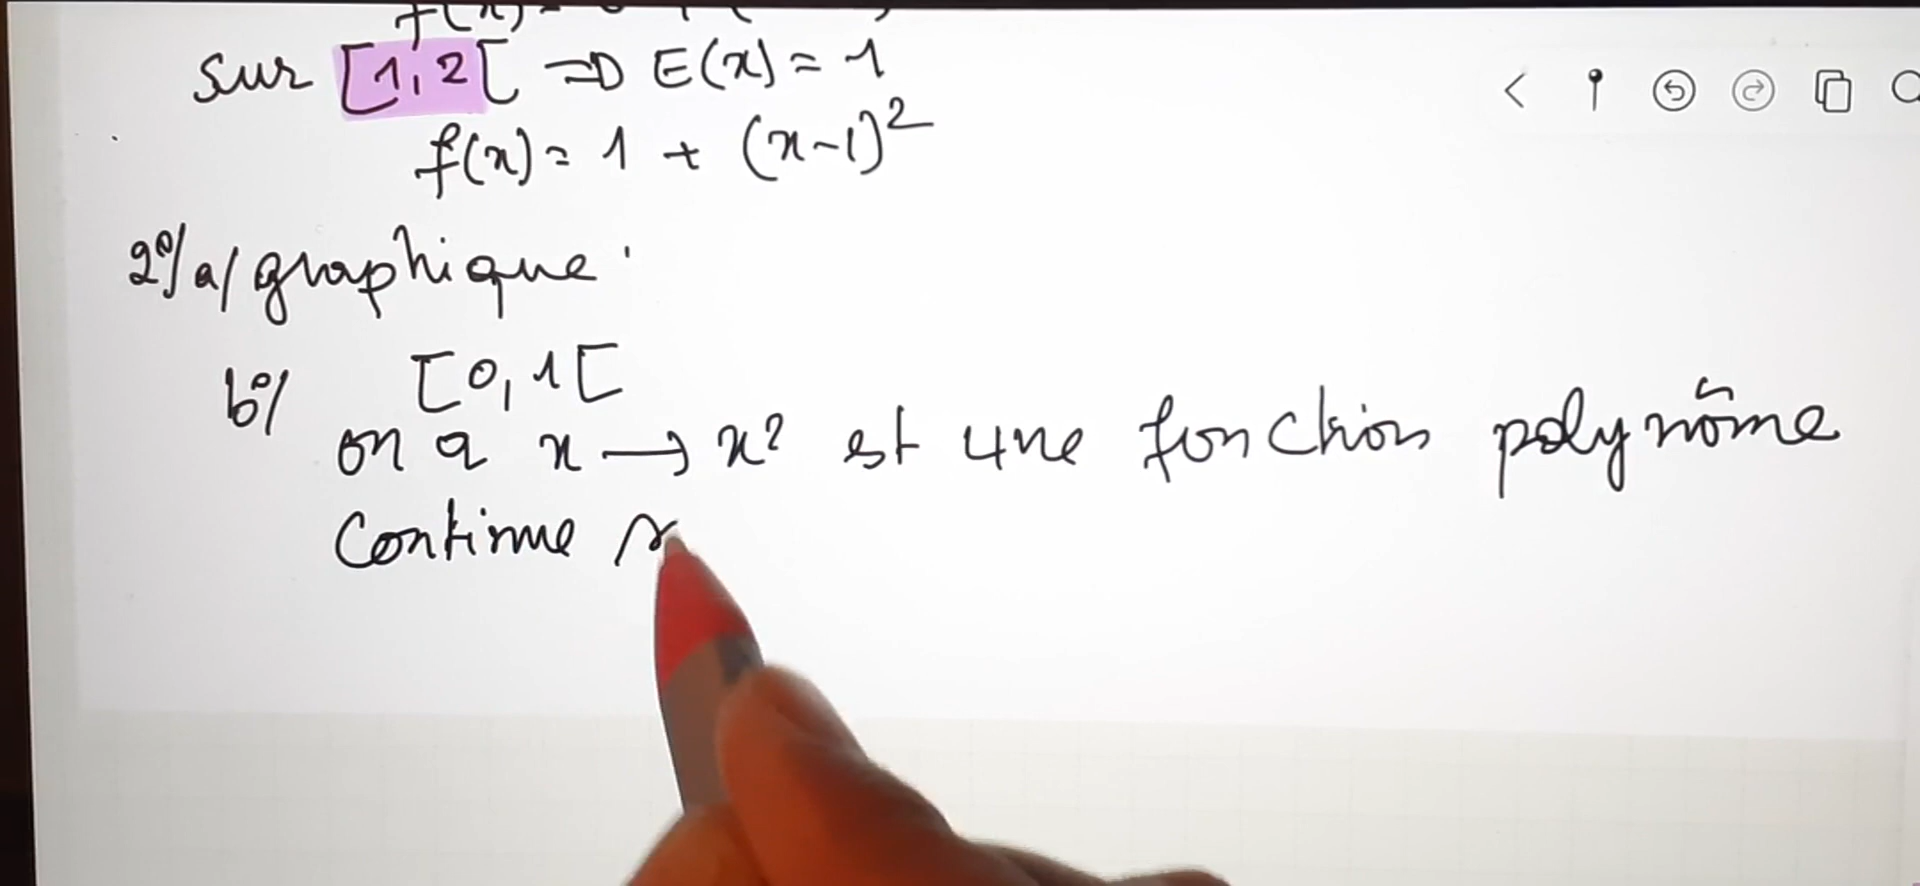 sur [1,2[ ⇒ E(x) = 1
f(x) = 1 + (x-1)²
2°/a/ graphique.
b°/ [0,1[
on a x → x² est une fonction polynôme
Continue